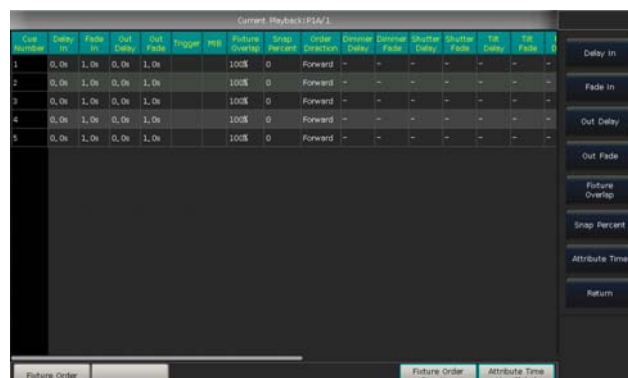 Current Playback:P1A/1
Cue Number Delay In Fade In Out Delay Out Fade Trigger MIB Fixture Overlap Snap Percent Order Direction Dimmer Delay Dimmer Fade Shutter Delay Shutter Fade Tilt Delay Tilt Fade
1 0.0s 1.0s 0.0s 1.0s 100% 0 Forward - - - - - - -
2 0.0s 1.0s 0.0s 1.0s 100% 0 Forward - - - - - - -
3 0.0s 1.0s 0.0s 1.0s 100% 0 Forward - - - - - - -
4 0.0s 1.0s 0.0s 1.0s 100% 0 Forward - - - - - - -
5 0.0s 1.0s 0.0s 1.0s 100% 0 Forward - - - - - - -
Delay In
Fade In
Out Delay
Out Fade
Fixture
Overlap
Snap Percent
Attribute Time
Return
Fixture Order
Fixture Order
Attribute Time